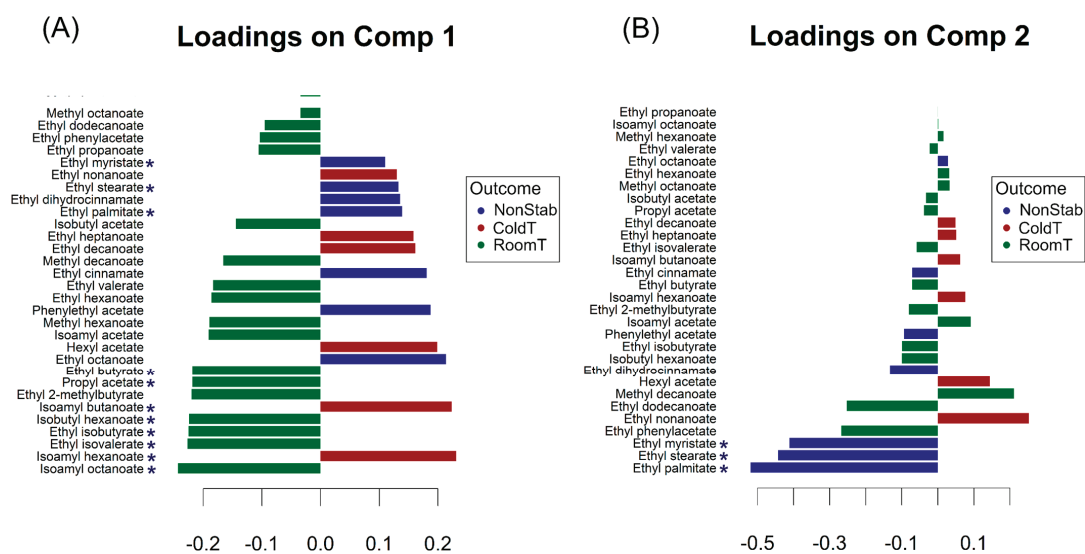 (A)
Loadings on Comp 1
Methyl octanoate
Ethyl dodecanoate
Ethyl phenylacetate
Ethyl propanoate
Ethyl myristate *
Ethyl nonanoate
Ethyl stearate *
Ethyl dihydrocinnamate
Ethyl palmitate *
Isobutyl acetate
Ethyl heptanoate
Ethyl decanoate
Methyl decanoate
Ethyl cinnamate
Ethyl valerate
Ethyl hexanoate
Phenylethyl acetate
Methyl hexanoate
Isoamyl acetate
Hexyl acetate
Ethyl octanoate
Ethyl butyrate *
Propyl acetate *
Ethyl 2-methylbutyrate
Isoamyl butanoate *
Isobutyl hexanoate *
Ethyl isobutyrate *
Ethyl isovalerate *
Isoamyl hexanoate *
Isoamyl octanoate *
-0.2 -0.1 0.0 0.1 0.2
Outcome
NonStab
ColdT
RoomT
(B)
Loadings on Comp 2
Ethyl propanoate
Isoamyl octanoate
Methyl hexanoate
Ethyl valerate
Ethyl octanoate
Ethyl hexanoate
Methyl octanoate
Isobutyl acetate
Propyl acetate
Ethyl decanoate
Ethyl heptanoate
Ethyl isovalerate
Isoamyl butanoate
Ethyl cinnamate
Ethyl butyrate
Isoamyl hexanoate
Ethyl 2-methylbutyrate
Isoamyl acetate
Phenylethyl acetate
Ethyl isobutyrate
Isobutyl hexanoate
Ethyl dihydrocinnamate
Hexyl acetate
Methyl decanoate
Ethyl dodecanoate
Ethyl nonanoate
Ethyl phenylacetate
Ethyl myristate *
Ethyl stearate *
Ethyl palmitate *
-0.5 -0.3 -0.1 0.1
Outcome
NonStab
ColdT
RoomT